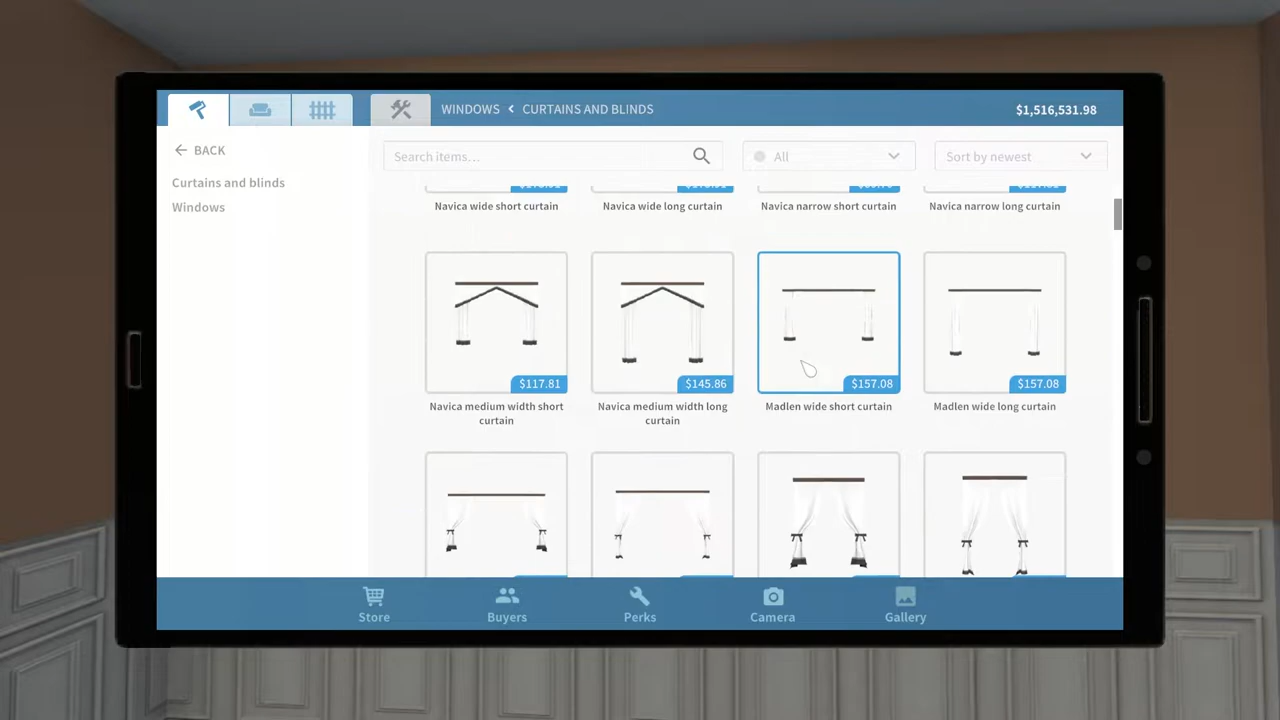 WINDOWS < CURTAINS AND BLINDS
$1,516,531.98
BACK
Search items...
All
Sort by newest
Curtains and blinds
Windows
Navica wide short curtain
Navica wide long curtain
Navica narrow short curtain
Navica narrow long curtain
$117.81
$145.86
$157.08
$157.08
Navica medium width short
curtain
Navica medium width long
curtain
Madlen wide short curtain
Madlen wide long curtain
Store
Buyers
Perks
Camera
Gallery